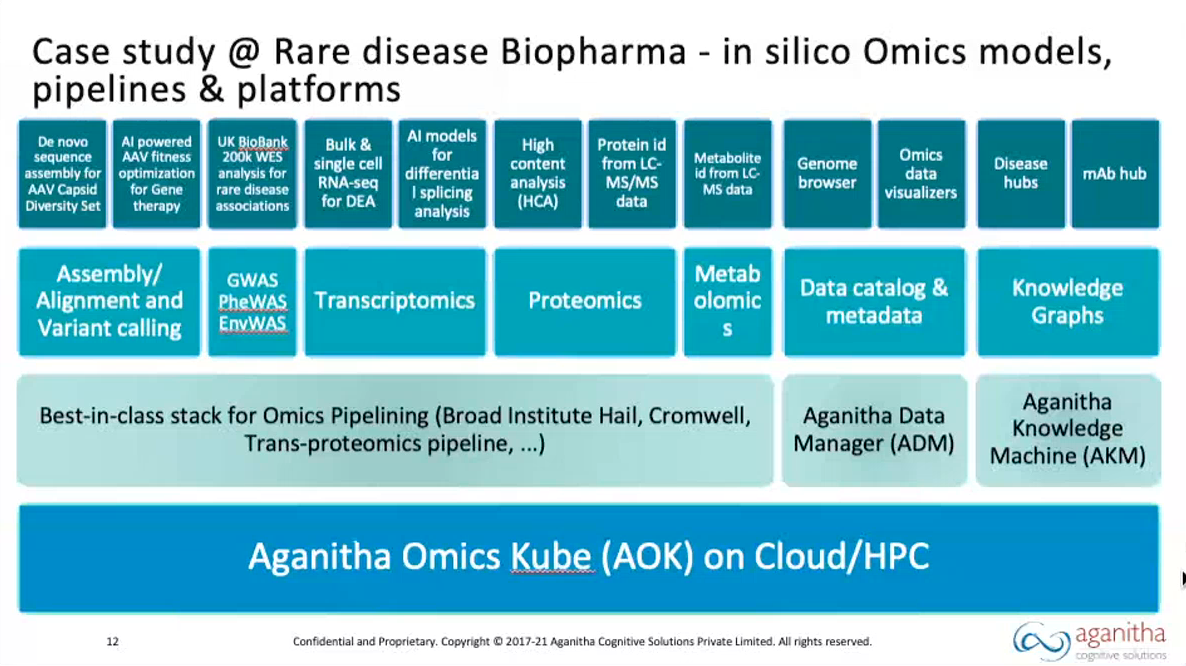 Case study @ Rare disease Biopharma - in silico Omics models,
pipelines & platforms
De novo
sequence
assembly for
AAV Capsid
Diversity Set
AI powered
AAV fitness
optimization
for Gene
therapy
UK BioBank
200k WES
analysis for
rare disease
associations
Bulk &
single cell
RNA-seq
for DEA
AI models
for
differentia
l splicing
analysis
High
content
analysis
(HCA)
Protein id
from LC-
MS/MS
data
Metabolite
id from LC-
MS data
Genome
browser
Omics
data
visualizers
Disease
hubs
mAb hub
Assembly/
Alignment and
Variant calling
GWAS
PheWAS
EnvWAS
Transcriptomics
Proteomics
Metab
olomic
s
Data catalog &
metadata
Knowledge
Graphs
Best-in-class stack for Omics Pipelining (Broad Institute Hail, Cromwell,
Trans-proteomics pipeline, ...)
Aganitha Data
Manager (ADM)
Aganitha
Knowledge
Machine (AKM)
Aganitha Omics Kube (AOK) on Cloud/HPC
12
Confidential and Proprietary. Copyright © 2017-21 Aganitha Cognitive Solutions Private Limited. All rights reserved.
aganitha
cognitive solutions